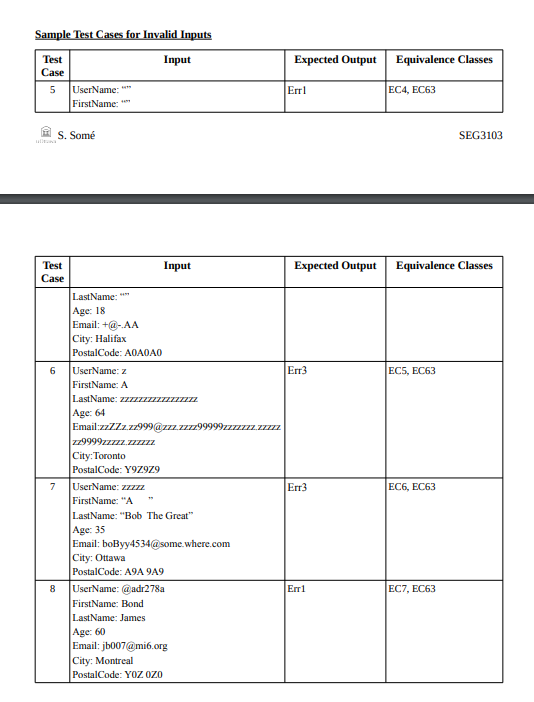 Sample Test Cases for Invalid Inputs
Test Case Input Expected Output Equivalence Classes
5 UserName: “” Err1 EC4, EC63
FirstName: “”
S. Somé SEG3103
uOttawa
Test Case Input Expected Output Equivalence Classes
LastName: “”
Age: 18
Email: +@-.AA
City: Halifax
PostalCode: A0A0A0
6 UserName: z Err3 EC5, EC63
FirstName: A
LastName: zzzzzzzzzzzzzzzzz
Age: 64
Email:zzZZz.zz999@zzz.zzzz99999zzzzzzz.zzzzz
zz9999zzzzz.zzzzzz
City:Toronto
PostalCode: Y9Z9Z9
7 UserName: zzzzz Err3 EC6, EC63
FirstName: “A ”
LastName: “Bob The Great”
Age: 35
Email: boByy4534@some.where.com
City: Ottawa
PostalCode: A9A 9A9
8 UserName: @adr278a Err1 EC7, EC63
FirstName: Bond
LastName: James
Age: 60
Email: jb007@mi6.org
City: Montreal
PostalCode: Y0Z 0Z0